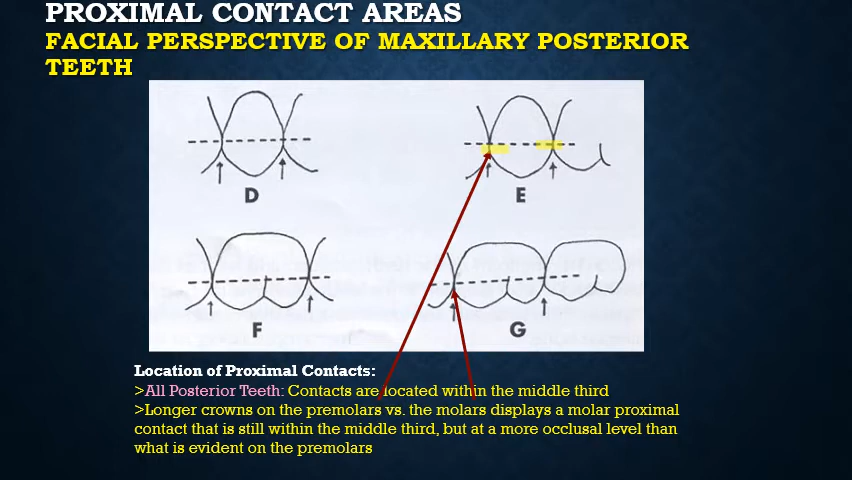 PROXIMAL CONTACT AREAS
FACIAL PERSPECTIVE OF MAXILLARY POSTERIOR
TEETH
D
E
F
G
Location of Proximal Contacts:
>All Posterior Teeth: Contacts are located within the middle third
>Longer crowns on the premolars vs. the molars displays a molar proximal
contact that is still within the middle third, but at a more occlusal level than
what is evident on the premolars